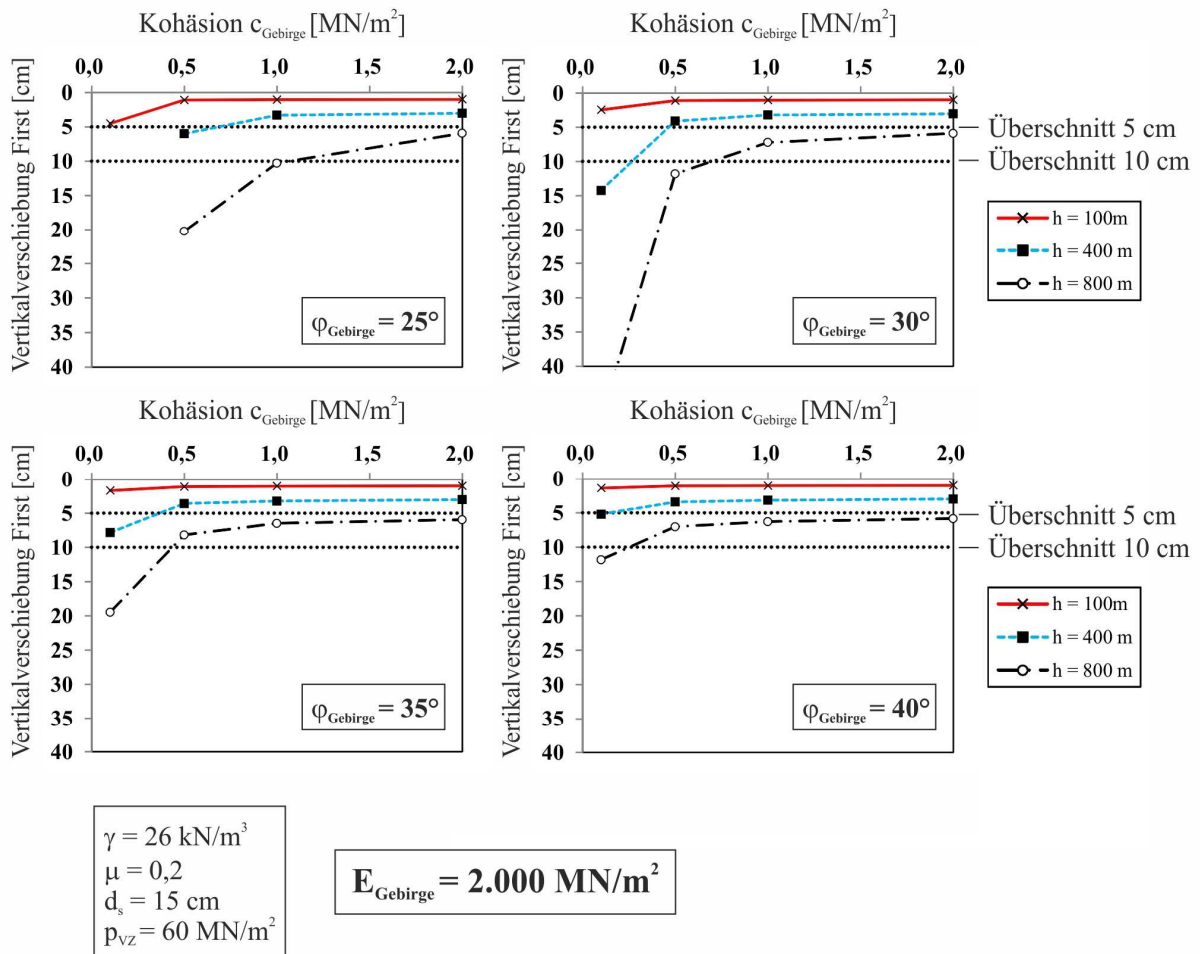 Kohäsion c_Gebirge [MN/m²]
0,0 0,5 1,0 1,5 2,0
Vertikalverschiebung First [cm]
0
5
10
15
20
25
30
35
40
φ_Gebirge = 25°
Kohäsion c_Gebirge [MN/m²]
0,0 0,5 1,0 1,5 2,0
Vertikalverschiebung First [cm]
0
5
10
15
20
25
30
35
40
φ_Gebirge = 30°
Überschnitt 5 cm
Überschnitt 10 cm
h = 100m
h = 400 m
h = 800 m
Kohäsion c_Gebirge [MN/m²]
0,0 0,5 1,0 1,5 2,0
Vertikalverschiebung First [cm]
0
5
10
15
20
25
30
35
40
φ_Gebirge = 35°
Kohäsion c_Gebirge [MN/m²]
0,0 0,5 1,0 1,5 2,0
Vertikalverschiebung First [cm]
0
5
10
15
20
25
30
35
40
φ_Gebirge = 40°
Überschnitt 5 cm
Überschnitt 10 cm
h = 100m
h = 400 m
h = 800 m
γ = 26 kN/m³
μ = 0,2
d_s = 15 cm
p_VZ = 60 MN/m²
E_Gebirge = 2.000 MN/m²